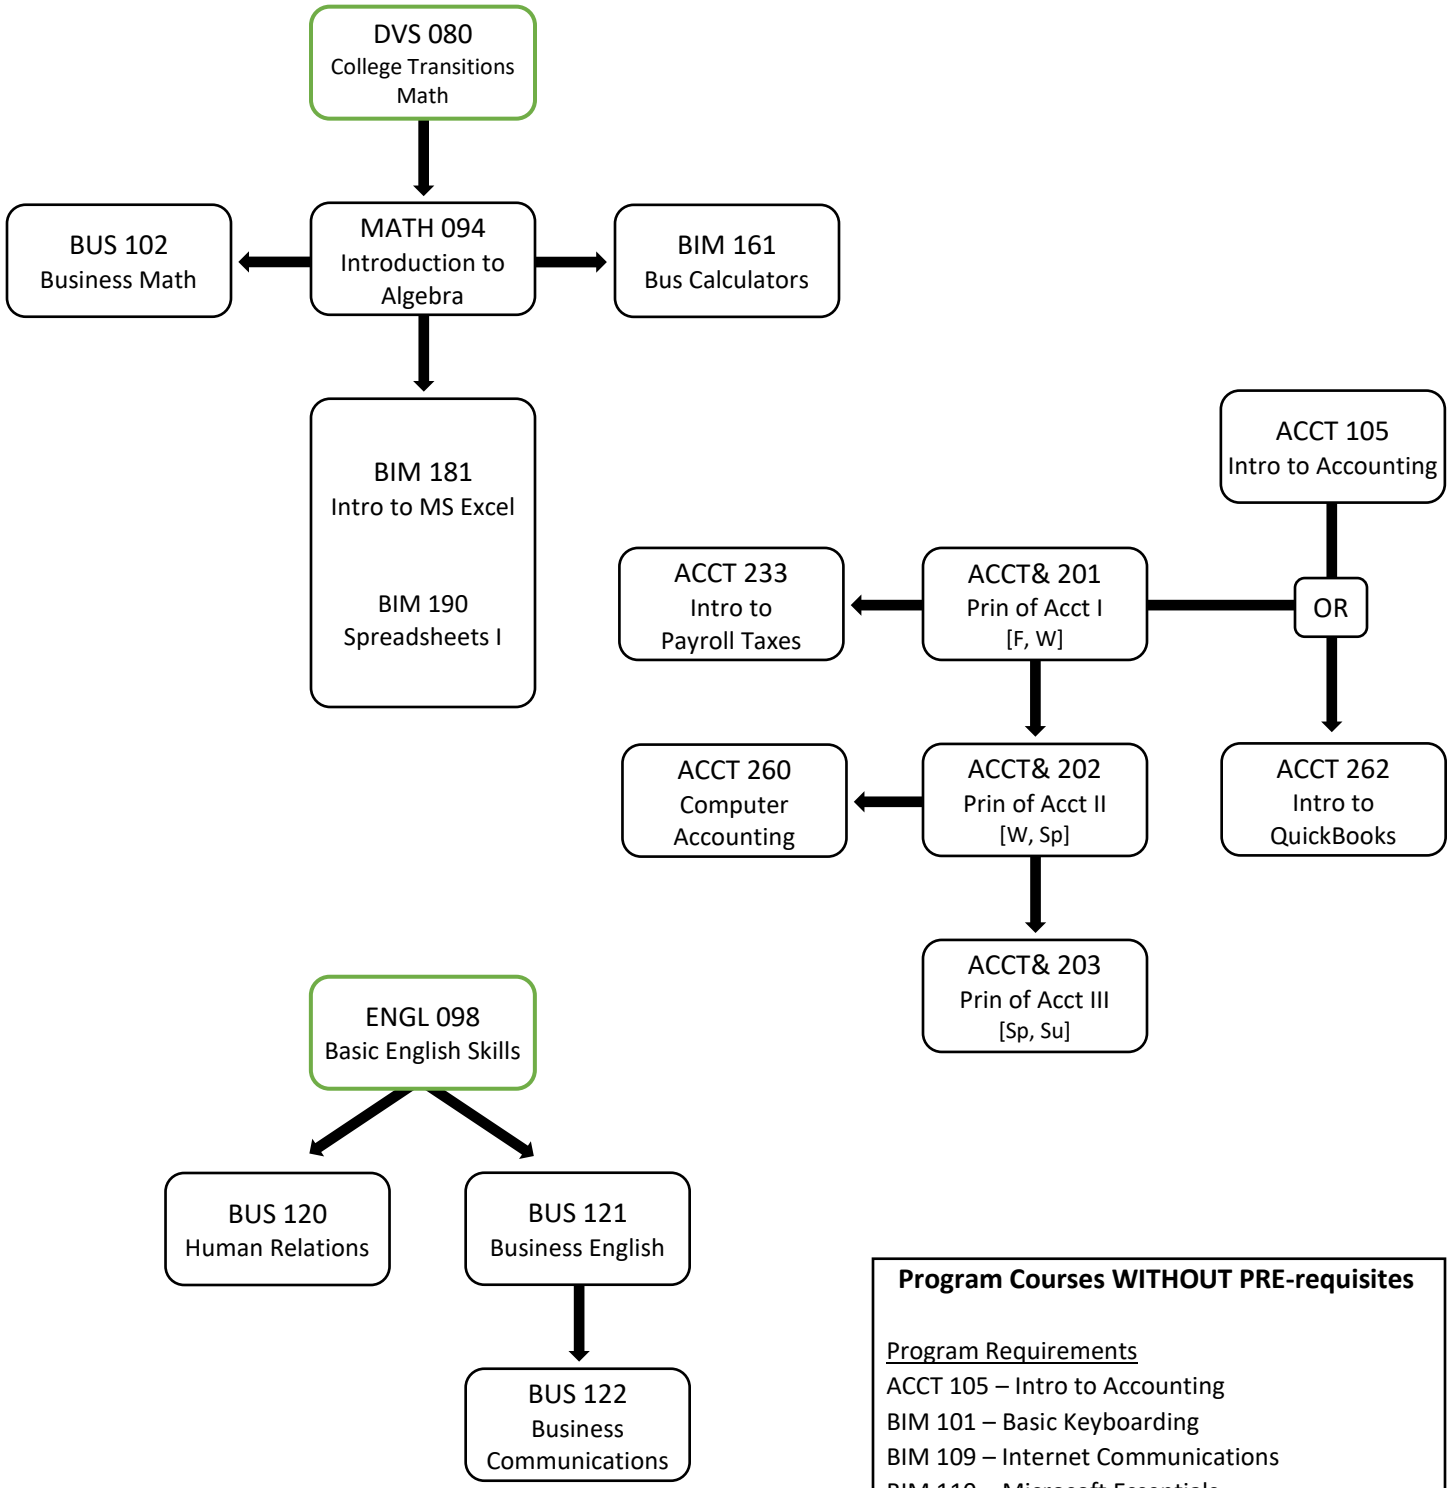 DVS 080
College Transitions
Math
BUS 102
Business Math
MATH 094
Introduction to
Algebra
BIM 161
Bus Calculators
BIM 181
Intro to MS Excel
BIM 190
Spreadsheets I
ACCT 105
Intro to Accounting
ACCT 233
Intro to
Payroll Taxes
ACCT& 201
Prin of Acct I
[F, W]
OR
ACCT 260
Computer
Accounting
ACCT& 202
Prin of Acct II
[W, Sp]
ACCT 262
Intro to
QuickBooks
ACCT& 203
Prin of Acct III
[Sp, Su]
ENGL 098
Basic English Skills
BUS 120
Human Relations
BUS 121
Business English
BUS 122
Business
Communications
Program Courses WITHOUT PRE-requisites
Program Requirements
ACCT 105 – Intro to Accounting
BIM 101 – Basic Keyboarding
BIM 109 – Internet Communications
Microsoft Essentials